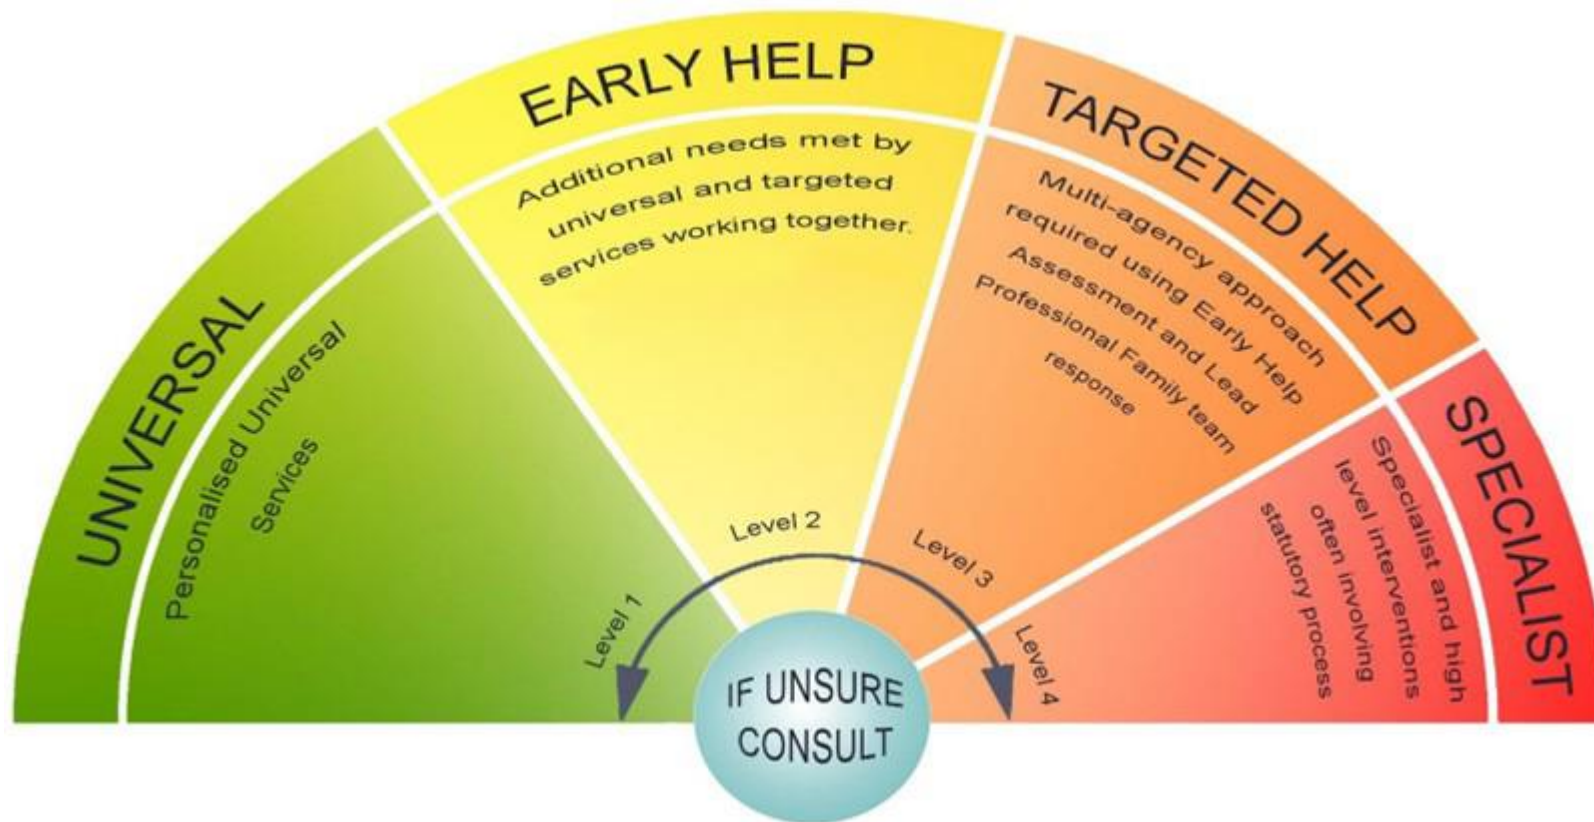 UNIVERSAL
Personalised Universal
Services
Level 1
EARLY HELP
Additional needs met by
universal and targeted
services working together.
Level 2
TARGETED HELP
Multi-agency approach
required using Early Help
Assessment and Lead
Professional Family team
response
Level 3
SPECIALIST
Specialist and high
level interventions
often involving
statutory process
Level 4
IF UNSURE
CONSULT